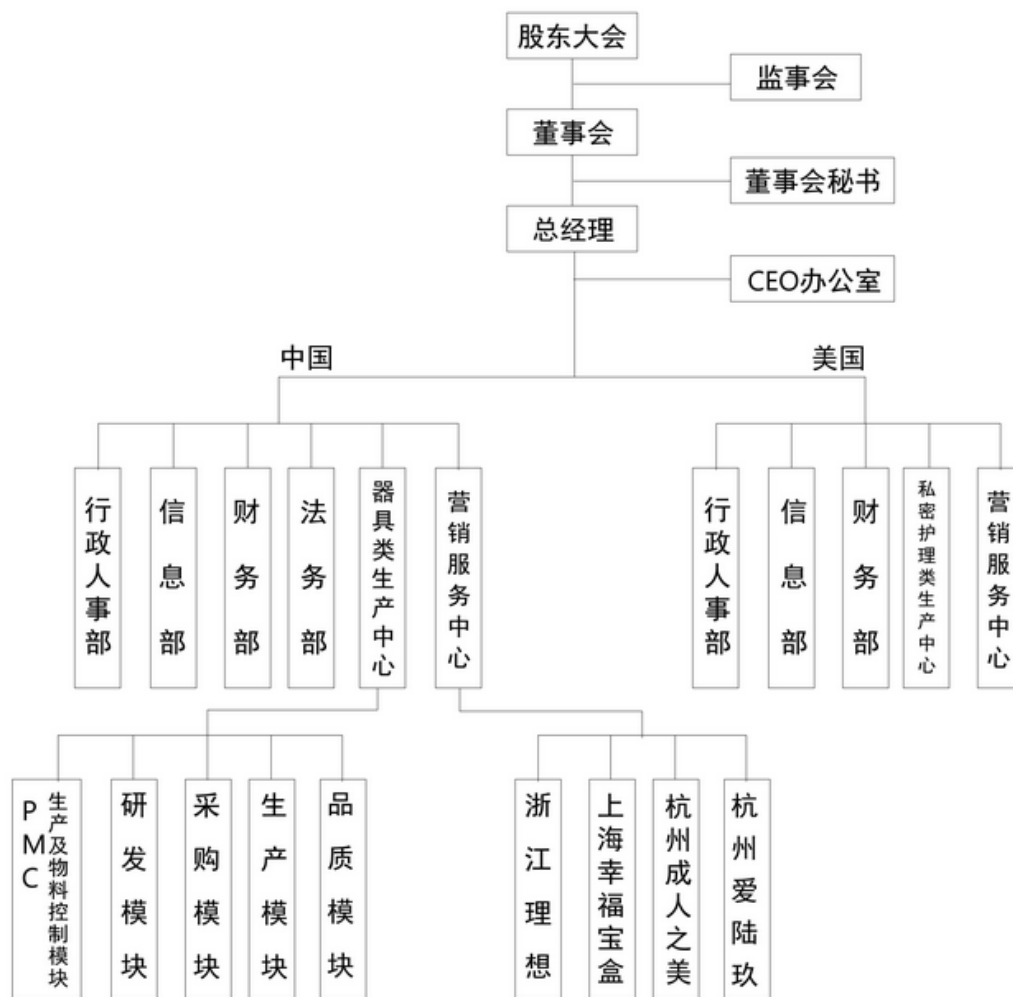 股东大会
监事会
董事会
董事会秘书
总经理
CEO办公室
中国
美国
行政人事部
信息部
财务部
法务部
器具类生产中心
营销服务中心
行政人事部
信息部
财务部
私密护理类生产中心
营销服务中心
PMC
生产及物料控制模块
研发模块
采购模块
生产模块
品质模块
浙江理想
上海幸福宝盒
杭州成人之美
杭州爱陆玖